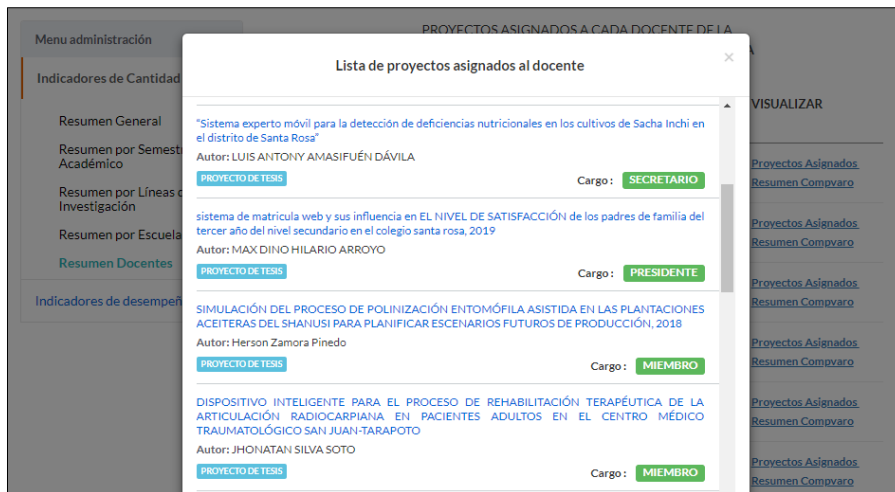 PROYECTOS ASIGNADOS A CADA DOCENTE DE LA
Menu administración
Indicadores de Cantidad
Resumen General
Resumen por Semest
Académico
Resumen por Líneas d
Investigación
Resumen por Escuela
Resumen Docentes
Indicadores de desempeñ
Lista de proyectos asignados al docente
×
"Sistema experto móvil para la detección de deficiencias nutricionales en los cultivos de Sacha Inchi en
el distrito de Santa Rosa"
Autor: LUIS ANTONY AMASIFUÉN DÁVILA
PROYECTO DE TESIS
Cargo : SECRETARIO
sistema de matricula web y sus influencia en EL NIVEL DE SATISFACCIÓN de los padres de familia del
tercer año del nivel secundario en el colegio santa rosa, 2019
Autor: MAX DINO HILARIO ARROYO
PROYECTO DE TESIS
Cargo : PRESIDENTE
SIMULACIÓN DEL PROCESO DE POLINIZACIÓN ENTOMÓFILA ASISTIDA EN LAS PLANTACIONES
ACEITERAS DEL SHANUSI PARA PLANIFICAR ESCENARIOS FUTUROS DE PRODUCCIÓN, 2018
Autor: Herson Zamora Pinedo
PROYECTO DE TESIS
Cargo : MIEMBRO
DISPOSITIVO INTELIGENTE PARA EL PROCESO DE REHABILITACIÓN TERAPÉUTICA DE LA
ARTICULACIÓN RADIOCARPIANA EN PACIENTES ADULTOS EN EL CENTRO MÉDICO
TRAUMATOLÓGICO SAN JUAN-TARAPOTO
Autor: JHONATAN SILVA SOTO
PROYECTO DE TESIS
Cargo : MIEMBRO
A
VISUALIZAR
Proyectos Asignados
Resumen Compvaro
Proyectos Asignados
Resumen Compvaro
Proyectos Asignados
Resumen Compvaro
Proyectos Asignados
Resumen Compvaro
Proyectos Asignados
Resumen Compvaro
Proyectos Asignados
Resumen Compvaro